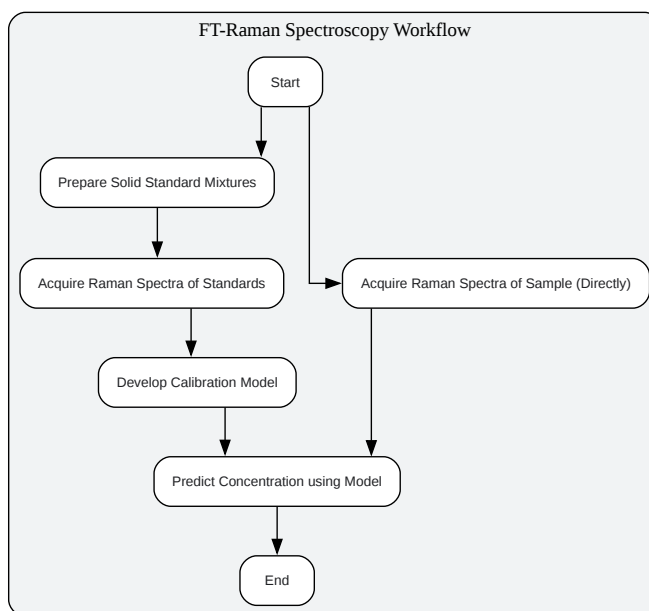 FT-Raman Spectroscopy Workflow
Start
Prepare Solid Standard Mixtures
Acquire Raman Spectra of Standards
Acquire Raman Spectra of Sample (Directly)
Develop Calibration Model
Predict Concentration using Model
End